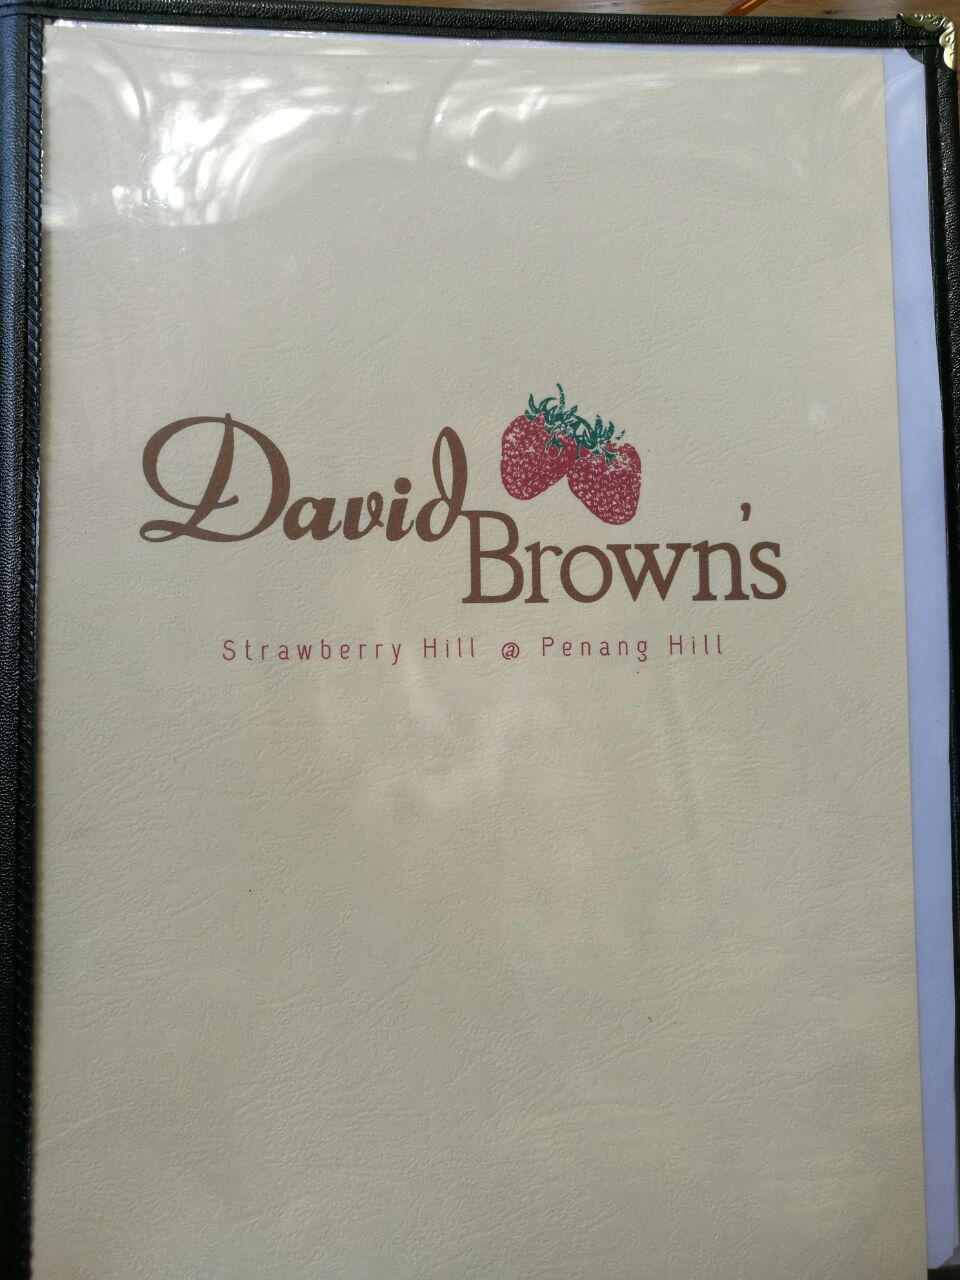 David
Brown's
Strawberry Hill @ Penang Hill